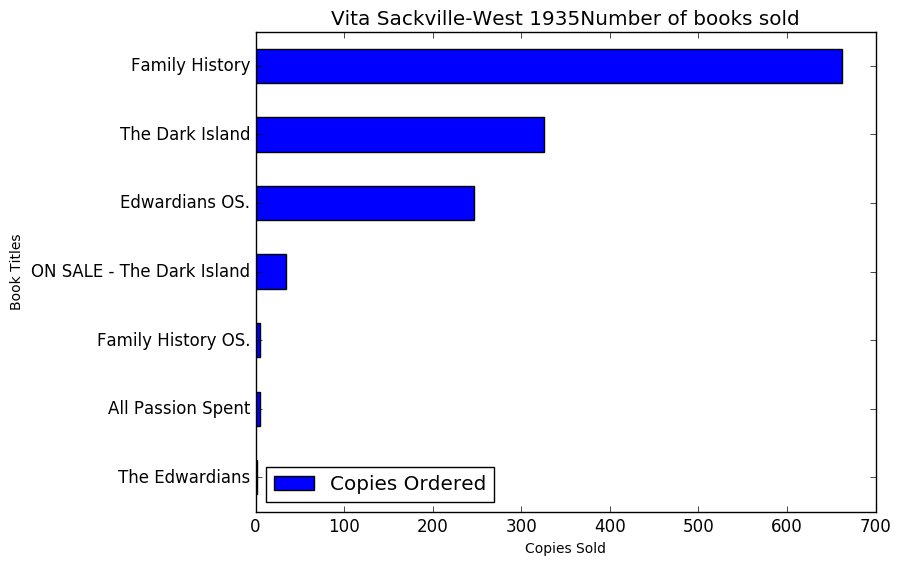 Vita Sackville-West 1935Number of books sold
Family History
The Dark Island
Edwardians OS.
ON SALE - The Dark Island
Family History OS.
All Passion Spent
The Edwardians
Book Titles
Copies Ordered
0 100 200 300 400 500 600 700
Copies Sold